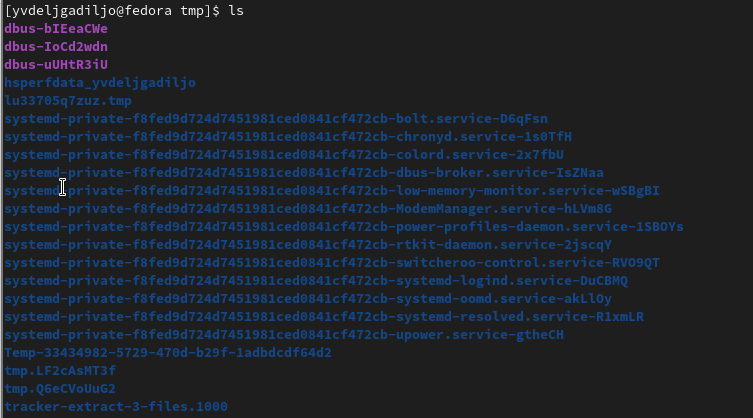 [yvdeljgadiljo@fedora tmp]$ ls
dbus-bIEeaCWe
dbus-IoCd2wdn
dbus-uUHtR3iU
hsperfdata_yvdeljgadiljo
lu33705q7zuz.tmp
systemd-private-f8fed9d724d7451981ced0841cf472cb-bolt.service-D6qFsn
systemd-private-f8fed9d724d7451981ced0841cf472cb-chronyd.service-1s0TfH
systemd-private-f8fed9d724d7451981ced0841cf472cb-colord.service-2x7fbU
systemd-private-f8fed9d724d7451981ced0841cf472cb-dbus-broker.service-IsZNaa
systemd-private-f8fed9d724d7451981ced0841cf472cb-low-memory-monitor.service-wSBgBI
systemd-private-f8fed9d724d7451981ced0841cf472cb-ModemManager.service-hLVm8G
systemd-private-f8fed9d724d7451981ced0841cf472cb-power-profiles-daemon.service-1SBOYs
systemd-private-f8fed9d724d7451981ced0841cf472cb-rtkit-daemon.service-2jscqY
systemd-private-f8fed9d724d7451981ced0841cf472cb-switcheroo-control.service-RVO9QT
systemd-private-f8fed9d724d7451981ced0841cf472cb-systemd-logind.service-DuCBMQ
systemd-private-f8fed9d724d7451981ced0841cf472cb-systemd-oomd.service-akLlOy
systemd-private-f8fed9d724d7451981ced0841cf472cb-systemd-resolved.service-R1xmLR
systemd-private-f8fed9d724d7451981ced0841cf472cb-upower.service-gtheCH
Temp-33434982-5729-470d-b29f-1adbdcdf64d2
tmp.LF2cAsMT3f
tmp.Q6eCVoUuG2
tracker-extract-3-files.1000